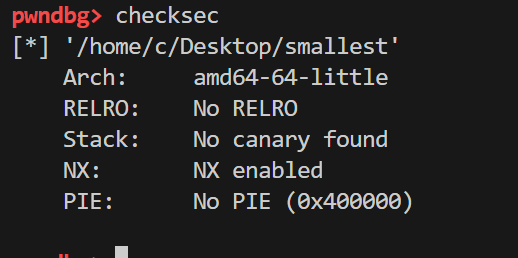 pwndbg> checksec
[*] '/home/c/Desktop/smallest'
Arch: amd64-64-little
RELRO: No RELRO
Stack: No canary found
NX: NX enabled
PIE: No PIE (0x400000)